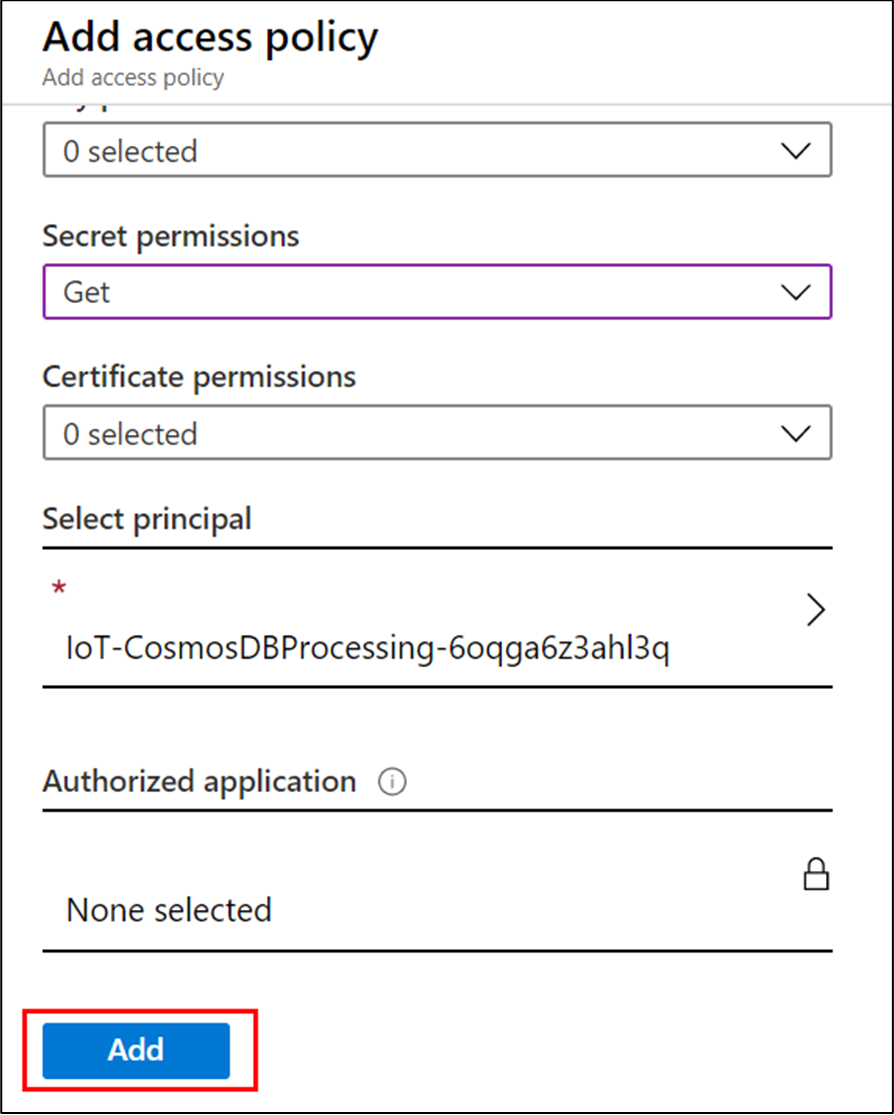 Add access policy
Add access policy
0 selected
Secret permissions
Get
Certificate permissions
0 selected
Select principal
*
IoT-CosmosDBProcessing-6oqga6z3ahl3q
Authorized application
None selected
Add